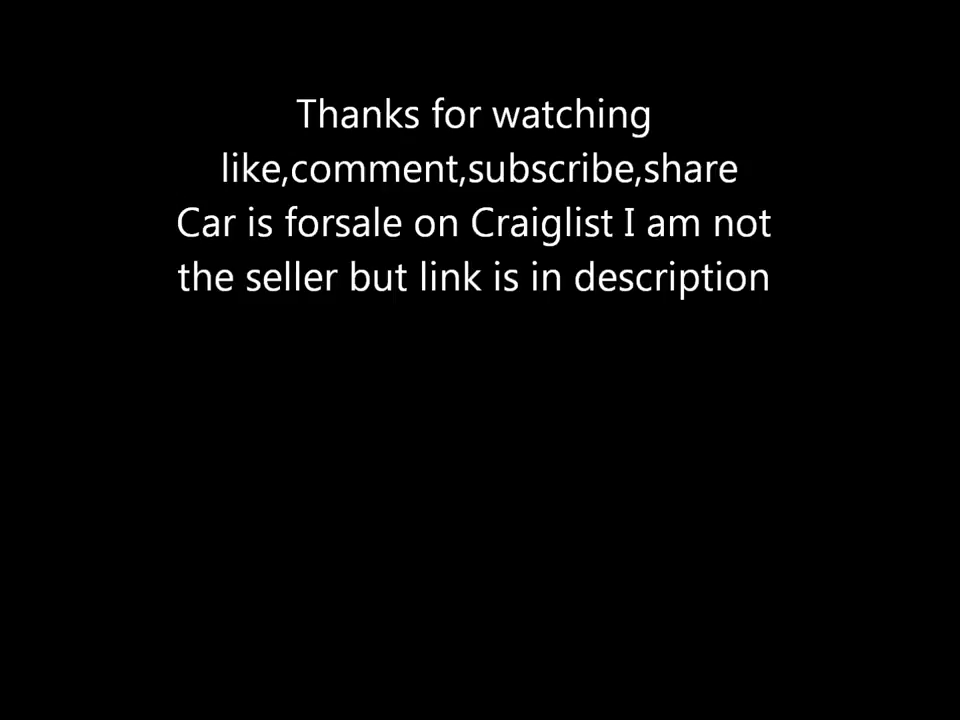 Thanks for watching
like,comment,subscribe,share
Car is forsale on Craiglist I am not
the seller but link is in description